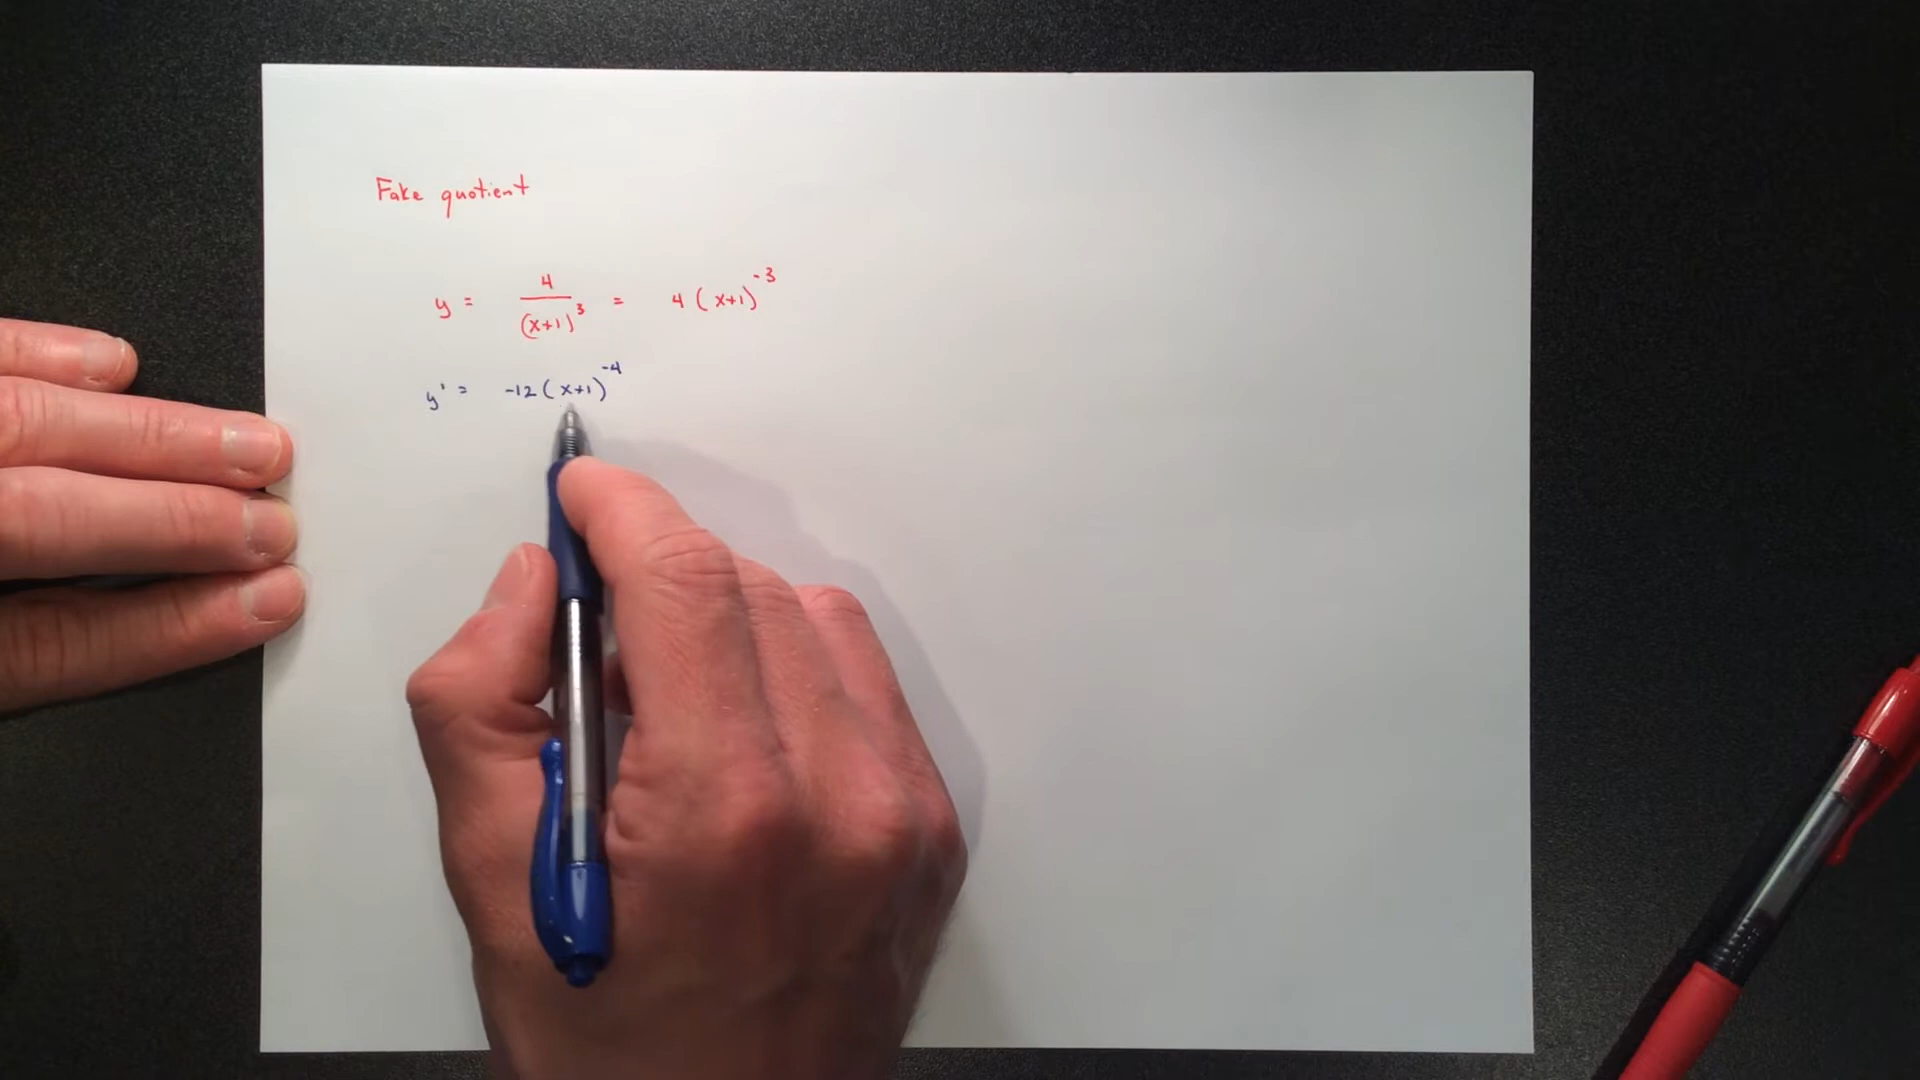 Fake quotient
y = 4/(x+1)^3 = 4(x+1)^-3
y' = -12(x+1)^-4